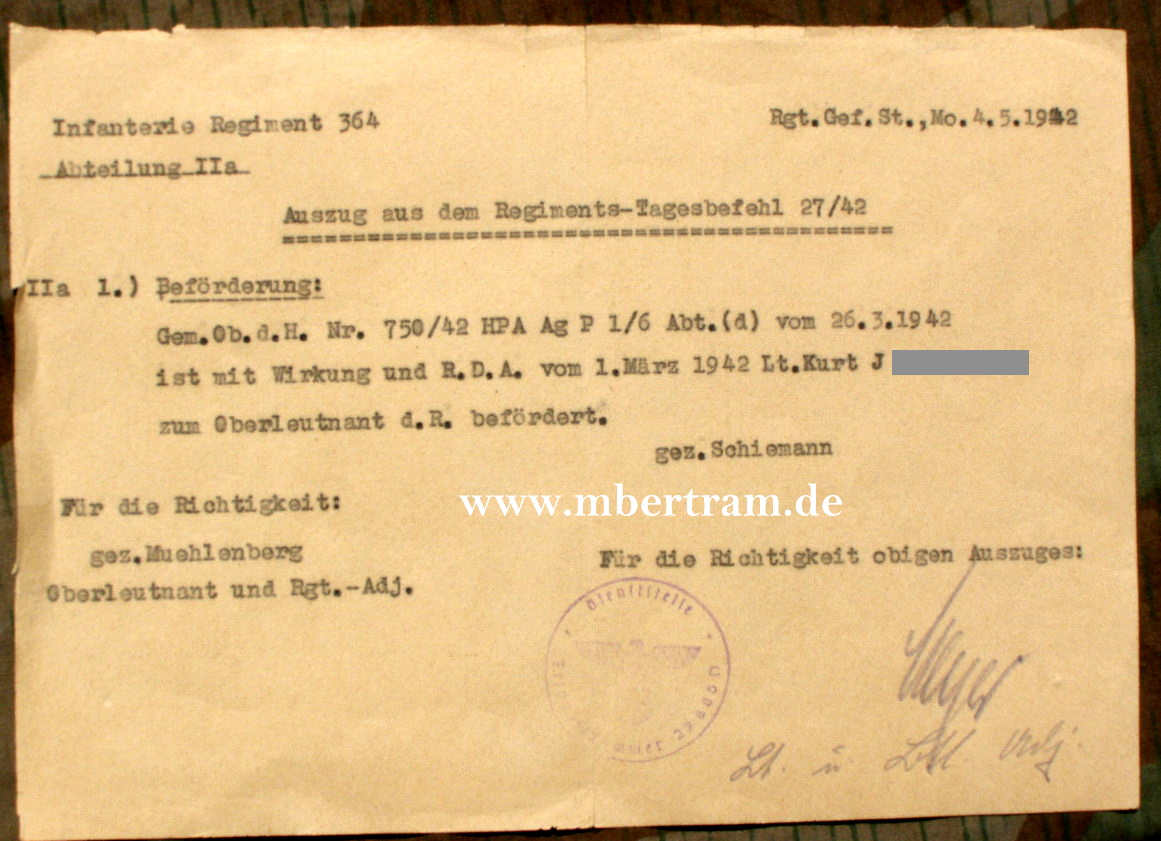 Infanterie Regiment 364
Rgt.Gef.St.,Mo.4.5.1942
Abteilung IIa
Auszug aus dem Regiments-Tagesbefehl 27/42
IIa 1.) Beförderung:
Gem.Ob.d.H. Nr. 750/42 HPA Ag P 1/6 Abt.(d) vom 26.3.1942
ist mit Wirkung und R.D.A. vom 1.März 1942 Lt.Kurt J
zum Oberleutnant d.R. befördert.
gez.Schiemann
Für die Richtigkeit:
www.mbertram.de
gez.Muehlenberg
Für die Richtigkeit obigen Auszuges:
Oberleutnant und Rgt.-Adj.
Dienststelle
Meyer
Lt. u. Btl. Adj.